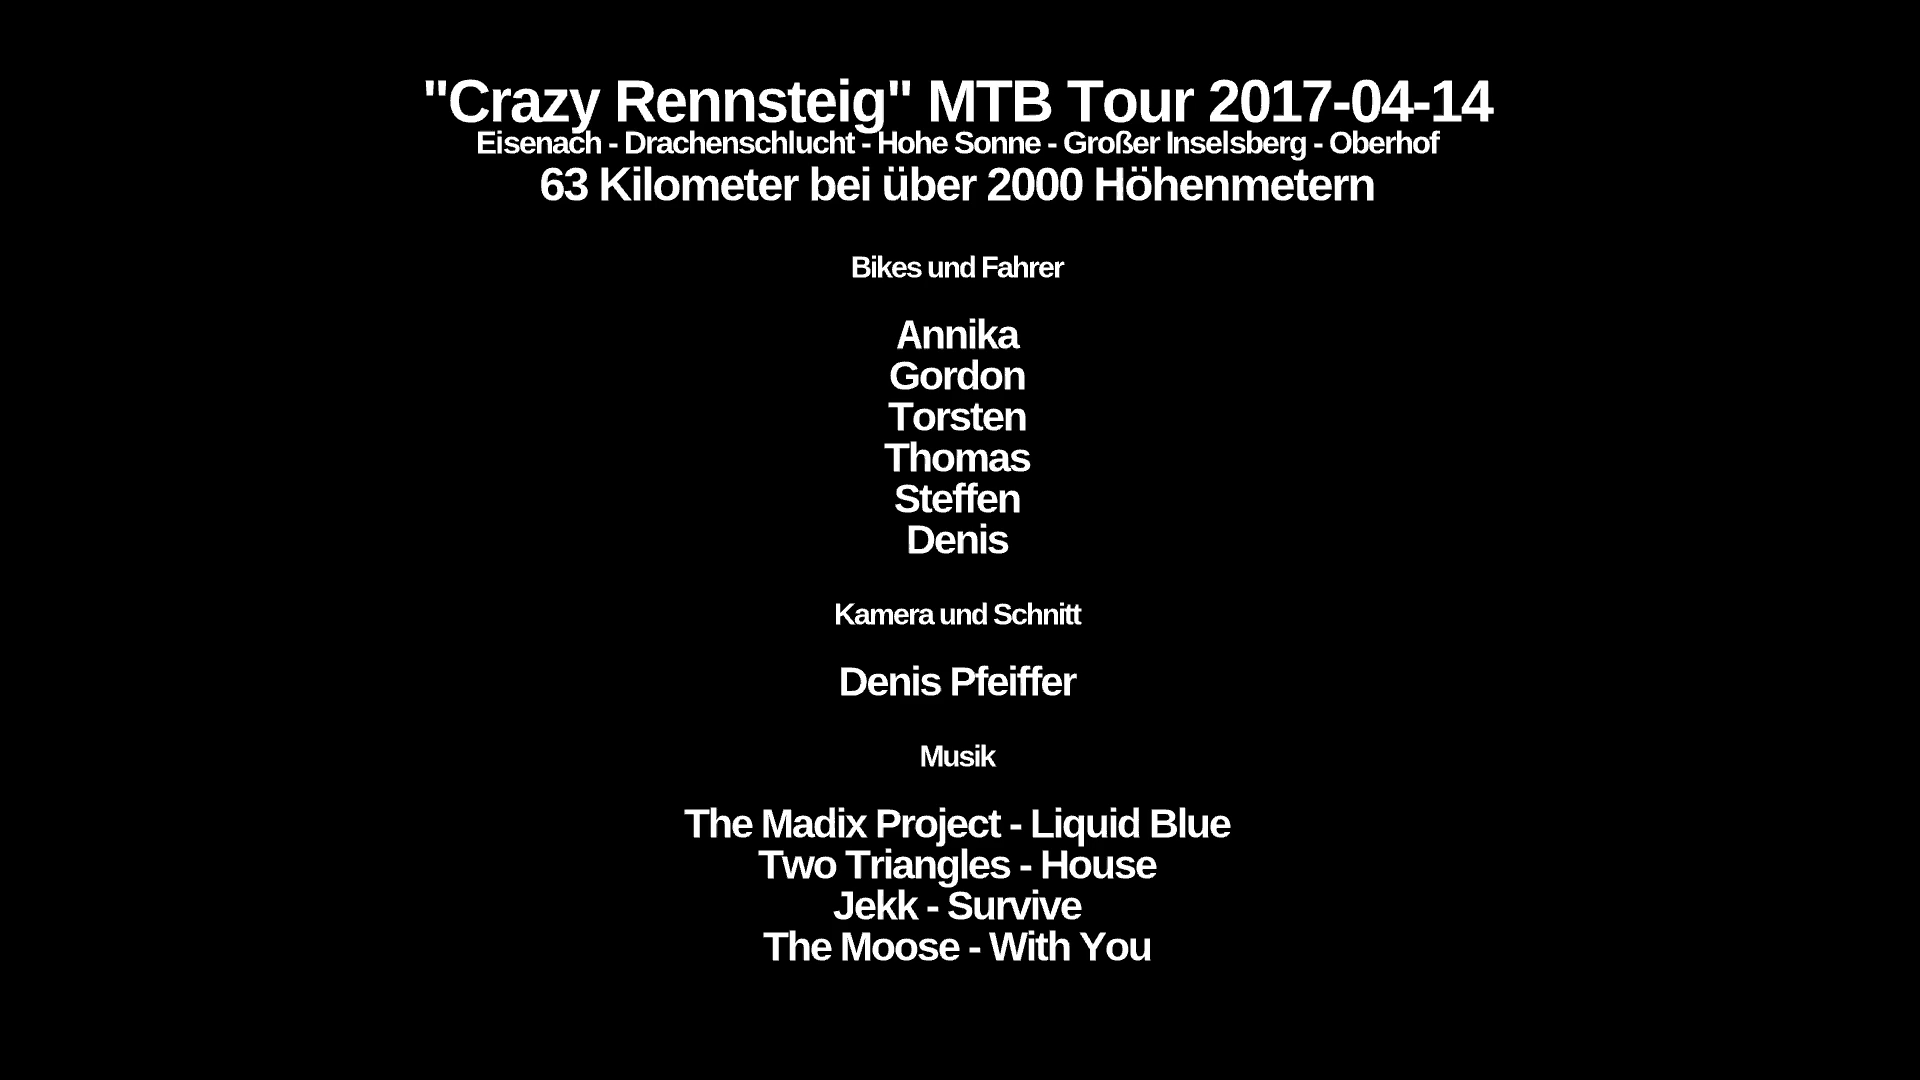 "Crazy Rennsteig" MTB Tour 2017-04-14
Eisenach - Drachenschlucht - Hohe Sonne - Großer Inselsberg - Oberhof
63 Kilometer bei über 2000 Höhenmetern
Bikes und Fahrer
Annika
Gordon
Torsten
Thomas
Steffen
Denis
Kamera und Schnitt
Denis Pfeiffer
Musik
The Madix Project - Liquid Blue
Two Triangles - House
Jekk - Survive
The Moose - With You